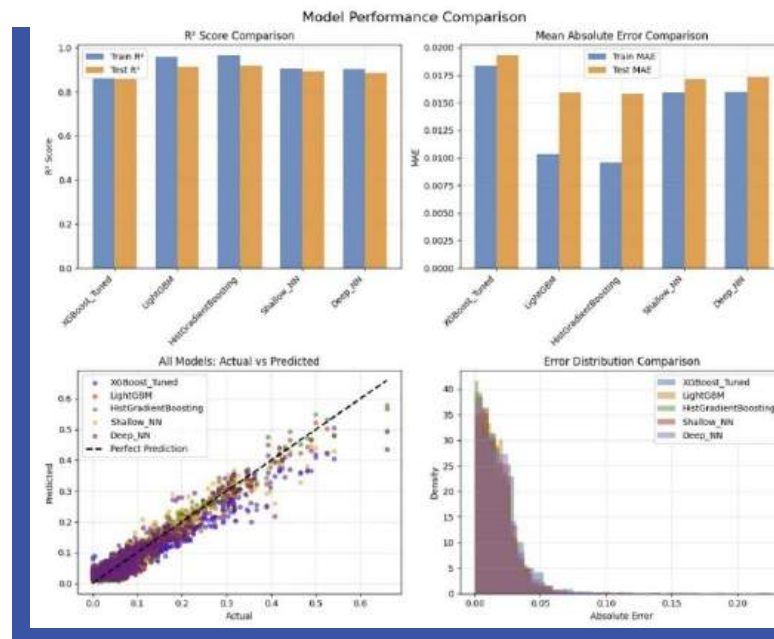 Model Performance Comparison
R² Score Comparison
Train R²
Test R²
R² Score
1.0
0.8
0.6
0.4
0.2
0.0
XGBoost_Tuned
LightGBM
HistGradientBoosting
Shallow_NN
Deep_NN
Mean Absolute Error Comparison
Train MAE
Test MAE
MAE
0.0200
0.0175
0.0150
0.0125
0.0100
0.0075
0.0050
0.0025
0.0000
XGBoost_Tuned
LightGBM
HistGradientBoosting
Shallow_NN
Deep_NN
All Models: Actual vs Predicted
XGBoost_Tuned
LightGBM
HistGradientBoosting
Shallow_NN
Deep_NN
Perfect Prediction
Predicted
0.6
0.5
0.4
0.3
0.2
0.1
0.0
0.0 0.1 0.2 0.3 0.4 0.5 0.6
Actual
Error Distribution Comparison
XGBoost_Tuned
LightGBM
HistGradientBoosting
Shallow_NN
Deep_NN
Density
40
35
30
25
20
15
10
5
0
0.00 0.05 0.10 0.15 0.20
Absolute Error